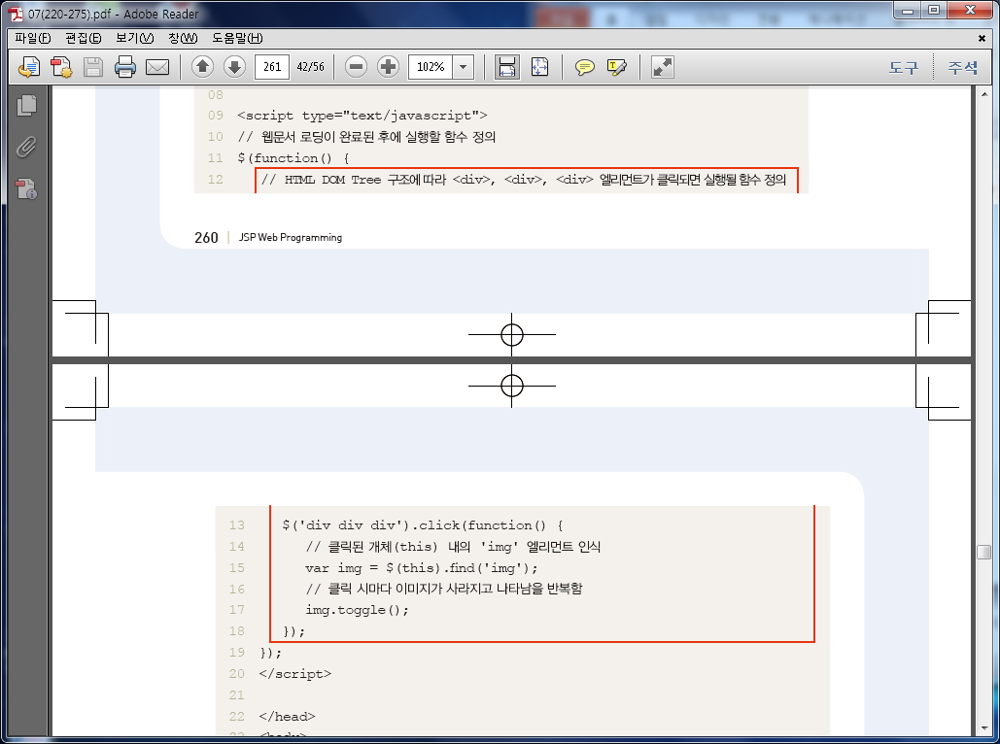 07(220-275).pdf - Adobe Reader
파일(F) 편집(E) 보기(V) 창(W) 도움말(H)
261 42/56 102% 도구 주석
08
09 <script type="text/javascript">
10 // 웹문서 로딩이 완료된 후에 실행할 함수 정의
11 $(function() {
12 // HTML DOM Tree 구조에 따라 <div>, <div>, <div> 엘리먼트가 클릭되면 실행될 함수 정의
260 | JSP Web Programming
13 $('div div div').click(function() {
14 // 클릭된 개체(this) 내의 'img' 엘리먼트 인식
15 var img = $(this).find('img');
16 // 클릭 시마다 이미지가 사라지고 나타남을 반복함
17 img.toggle();
18 });
19 });
20 </script>
21
22 </head>
23 <body>